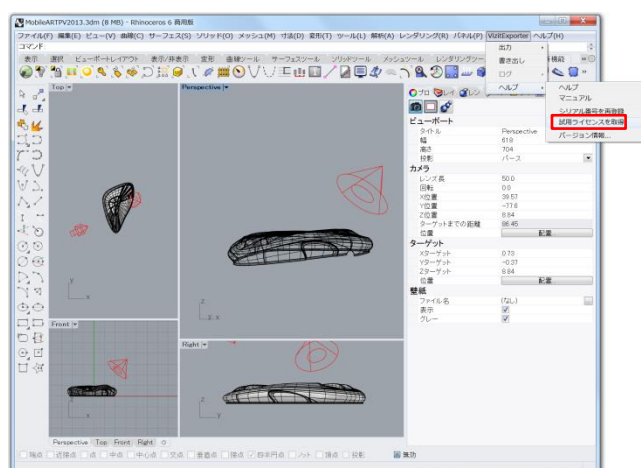 MobileARTPV2013.3dm (8 MB) - Rhinoceros 6 商用版
ファイル(F) 編集(E) ビュー(V) 曲線(C) サーフェス(S) ソリッド(O) メッシュ(M) 寸法(D) 変形(T) ツール(L) 解析(A) レンダリング(R) パネル(P) VizitExporter ヘルプ(H)
コマンド
表示 選択 ビューポートレイアウト 表示/非表示 変形 曲線ツール サーフェスツール ソリッドツール メッシュツール レンダリングツー 機能
出力
書き出し
ログ
ヘルプ
ヘルプ
マニュアル
シリアル番号を再登録
試用ライセンスを取得
バージョン情報...
Top
Perspective
プロ レイ レン
ビューポート
タイトル Perspective
幅 618
高さ 704
投影 パース
カメラ
レンズ長 50.0
回転 0.0
X位置 39.57
Y位置 -77.8
Z位置 8.84
ターゲットまでの距離 86.45
位置 配置
ターゲット
Xターゲット 0.73
Yターゲット -0.37
Zターゲット 8.84
位置 配置
壁紙
ファイル名 (なし)
表示
グレー
y
x
z
y x
Front
Right
z
x
z
y
Perspective Top Front Right
端点 近接点 点 中点 中心点 交点 垂直点 接点 四半円点 ノット 頂点 投影 無効